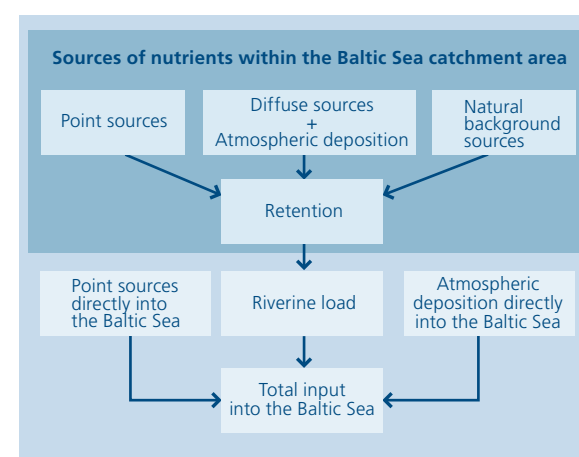 Sources of nutrients within the Baltic Sea catchment area
Point sources
Diffuse sources
+
Atmospheric deposition
Natural
background
sources
Retention
Point sources
directly into
the Baltic Sea
Riverine load
Atmospheric
deposition directly
into the Baltic Sea
Total input
into the Baltic Sea